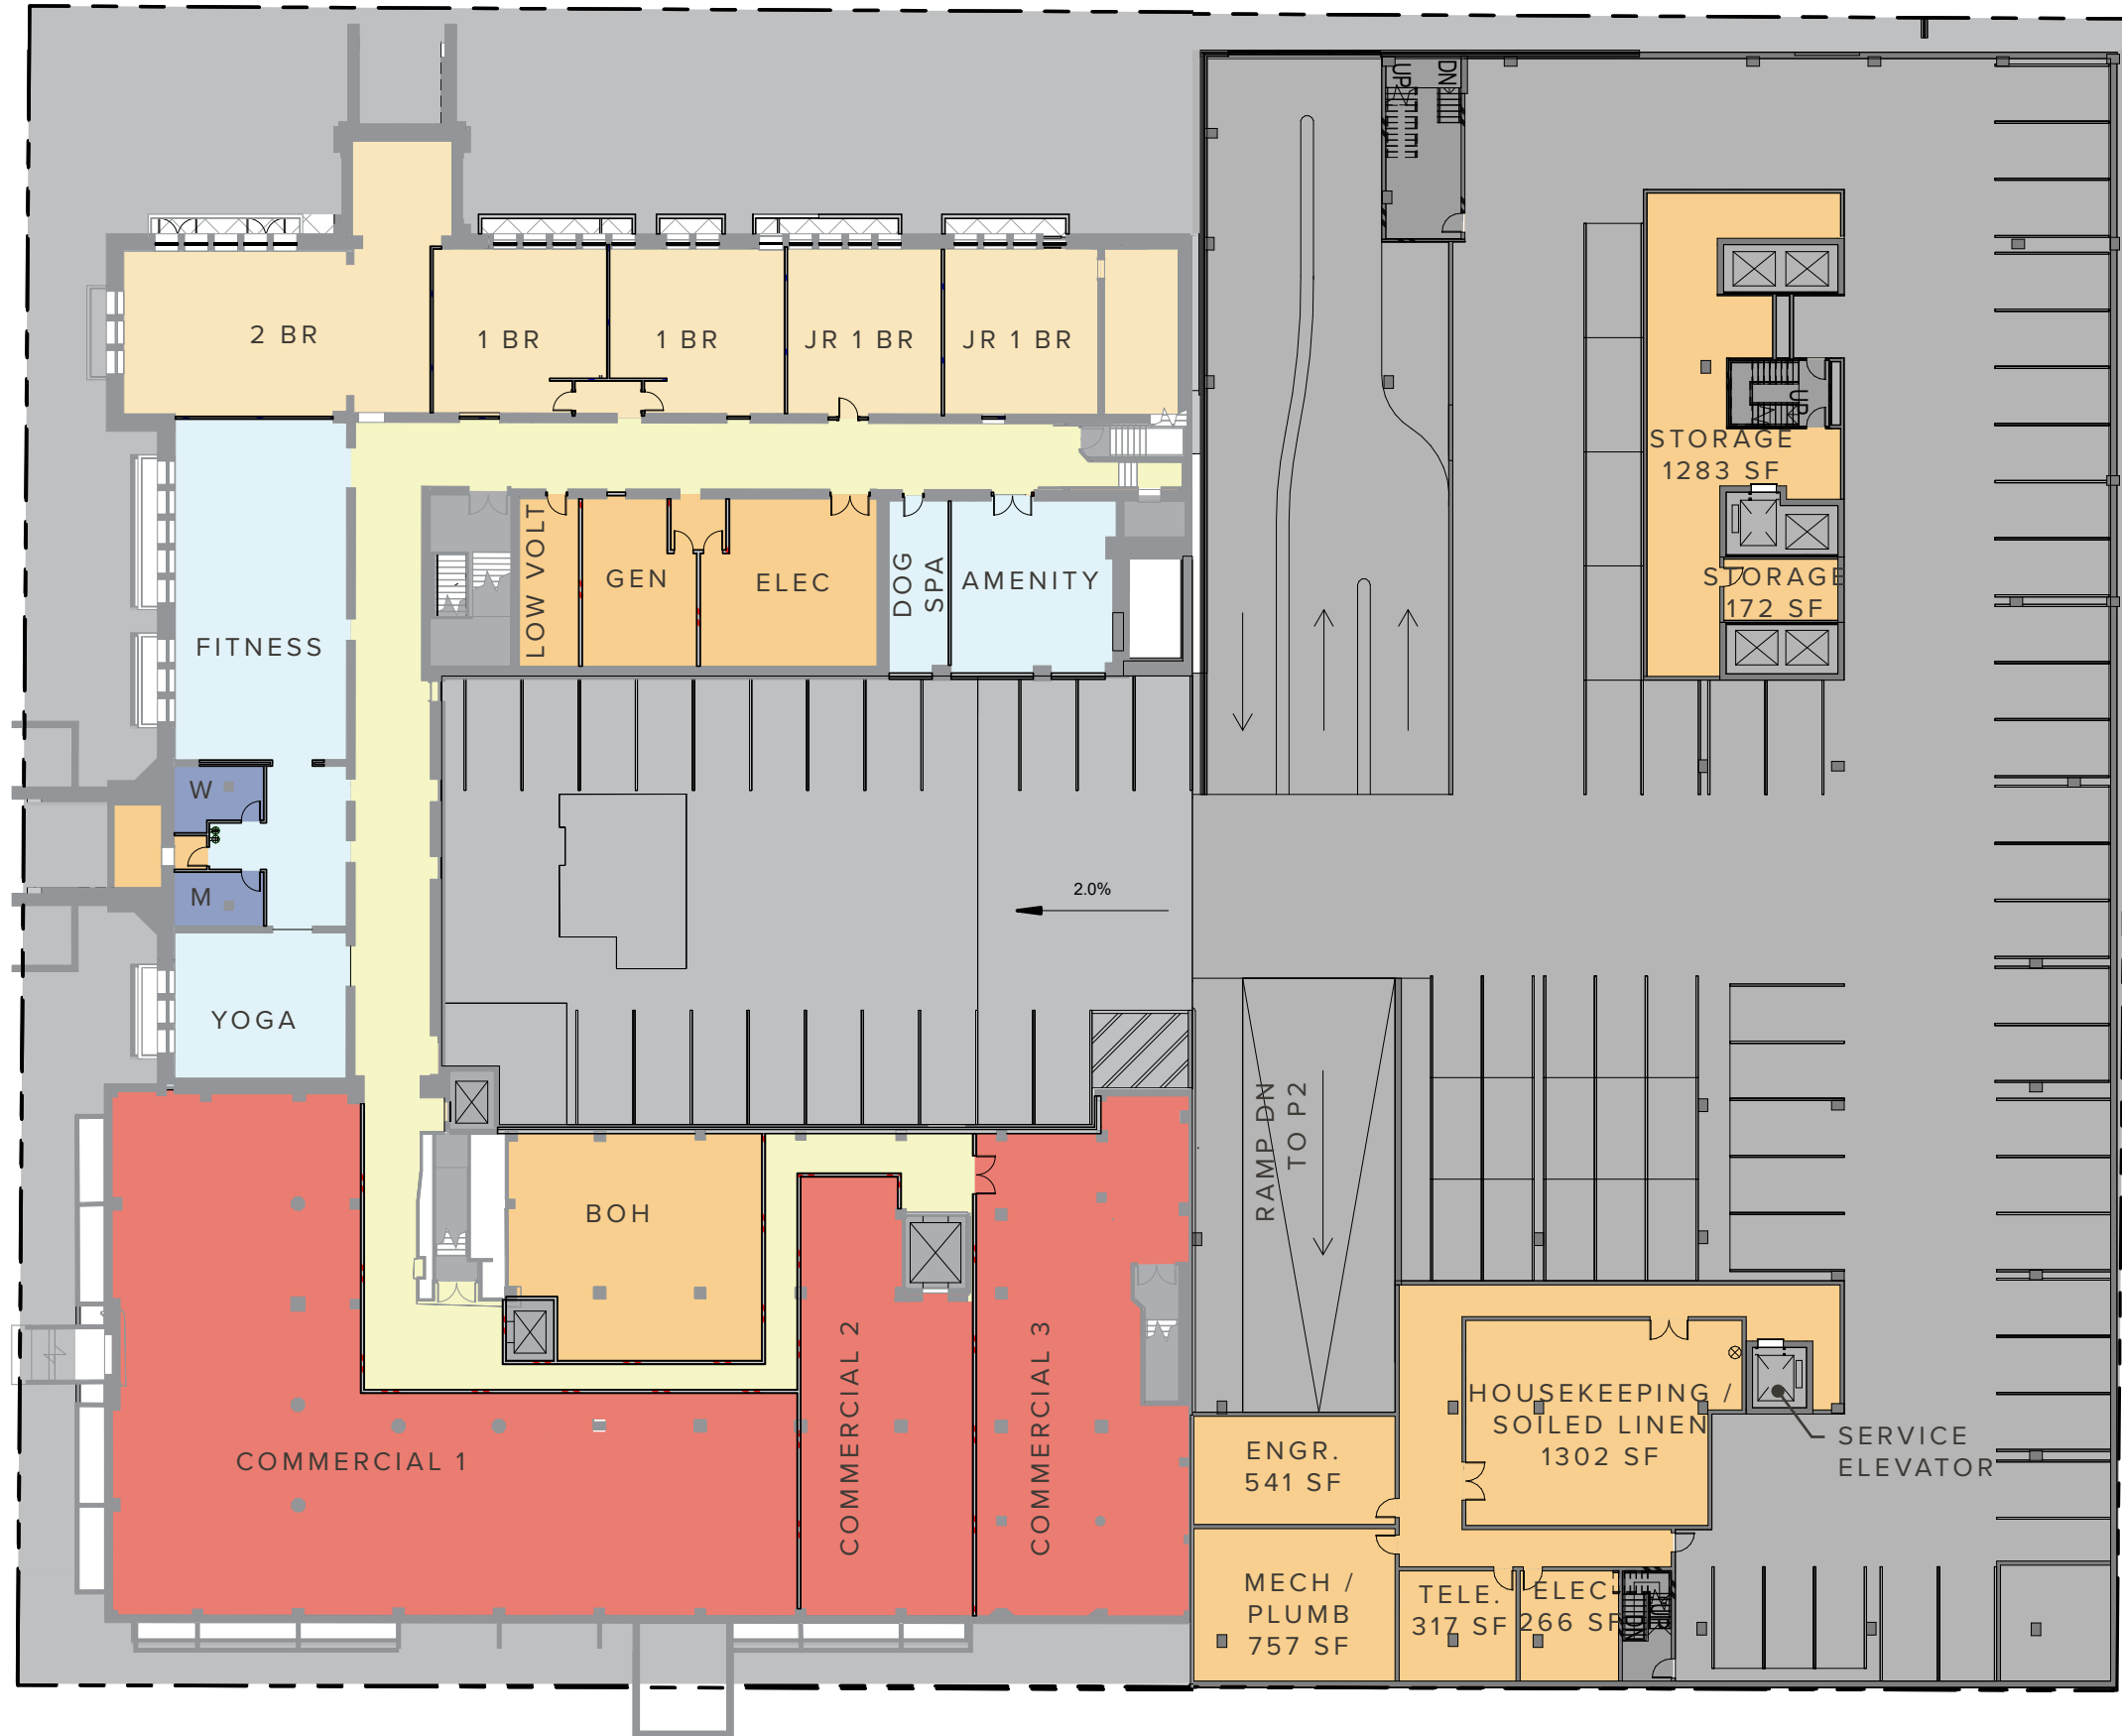 UP
DN
2 BR
1 BR
1 BR
JR 1 BR
JR 1 BR
UP
STORAGE
1283 SF
STORAGE
172 SF
LOW VOLT
GEN
ELEC
DOG
SPA
AMENITY
FITNESS
W
M
2.0%
YOGA
RAMP DN
TO P2
BOH
COMMERCIAL 1
COMMERCIAL 2
COMMERCIAL 3
HOUSEKEEPING /
SOILED LINEN
1302 SF
SERVICE
ELEVATOR
ENGR.
541 SF
MECH /
PLUMB
757 SF
TELE.
317 SF
ELEC.
266 SF
DN
UP